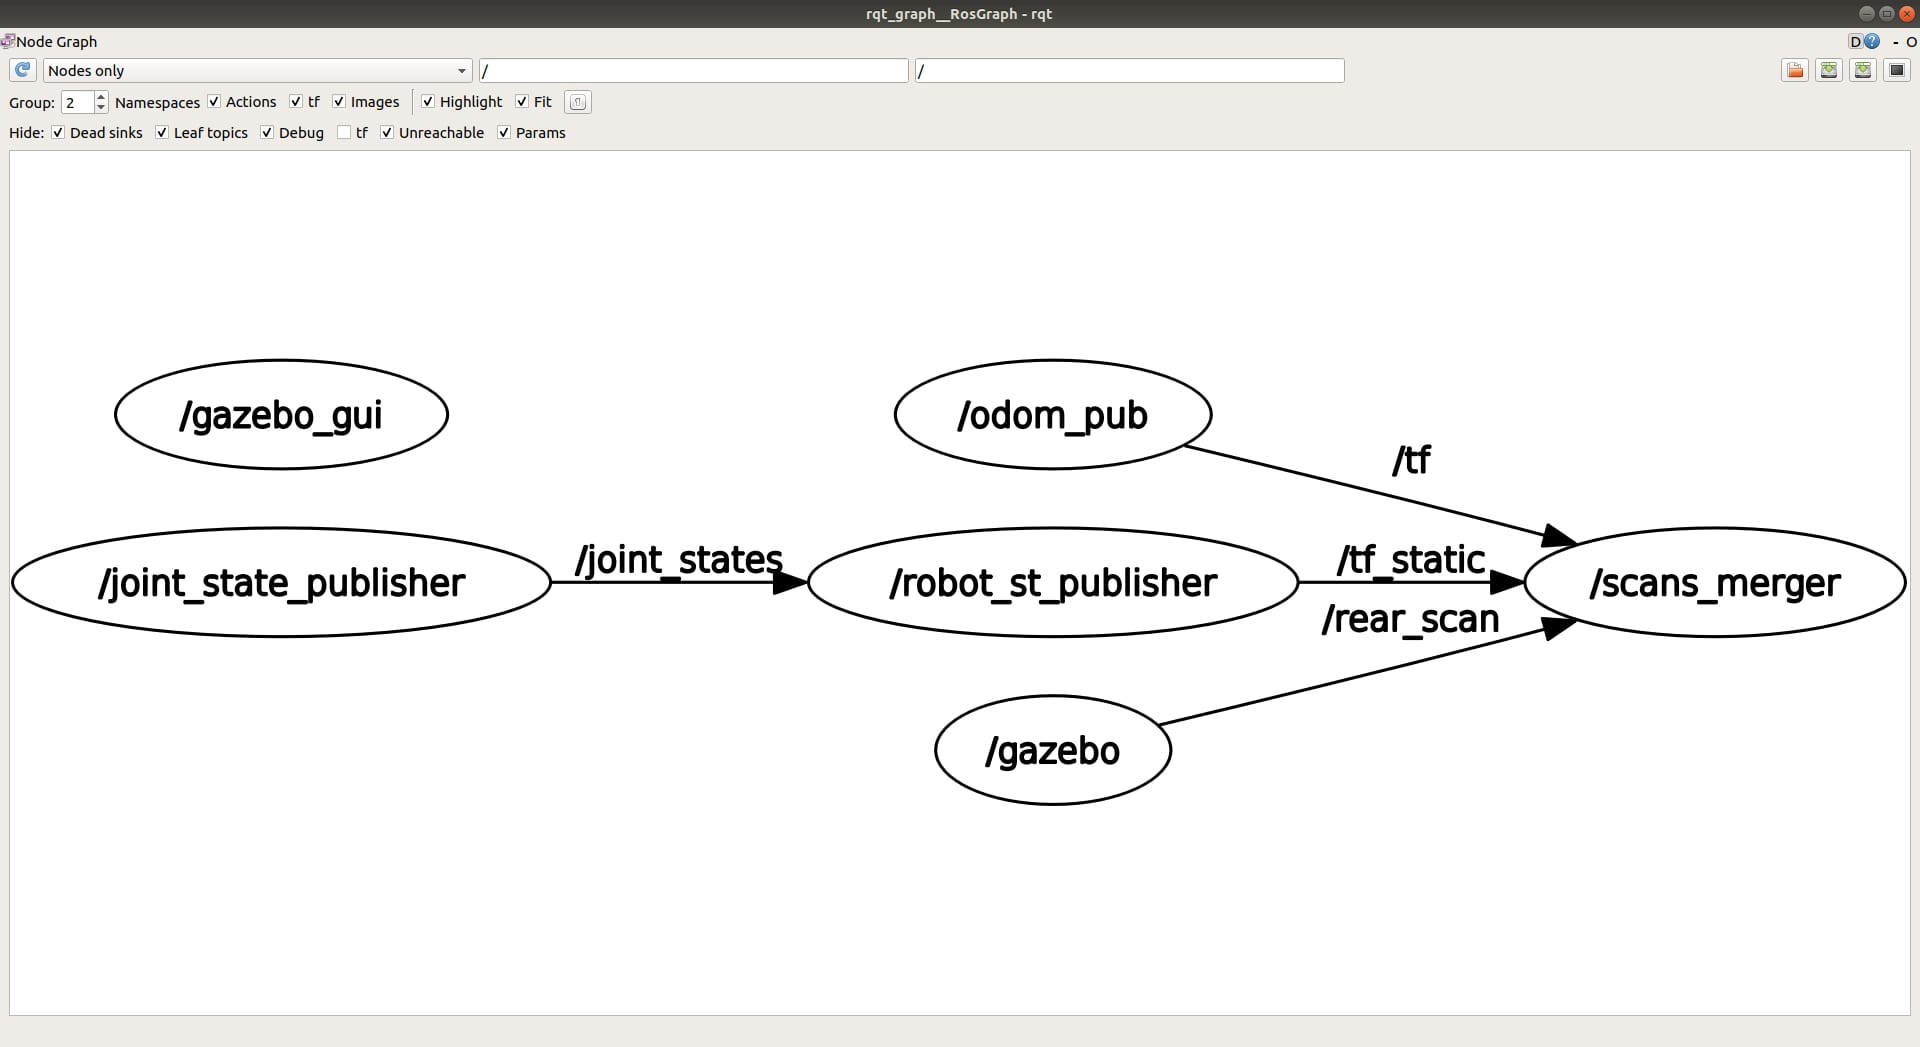 rqt_graph__RosGraph - rqt
Node Graph
D ? - O
Nodes only / /
Group: 2 Namespaces Actions tf Images Highlight Fit
Hide: Dead sinks Leaf topics Debug tf Unreachable Params
/gazebo_gui
/odom_pub
/tf
/joint_state_publisher
/joint_states
/robot_st_publisher
/tf_static
/scans_merger
/rear_scan
/gazebo